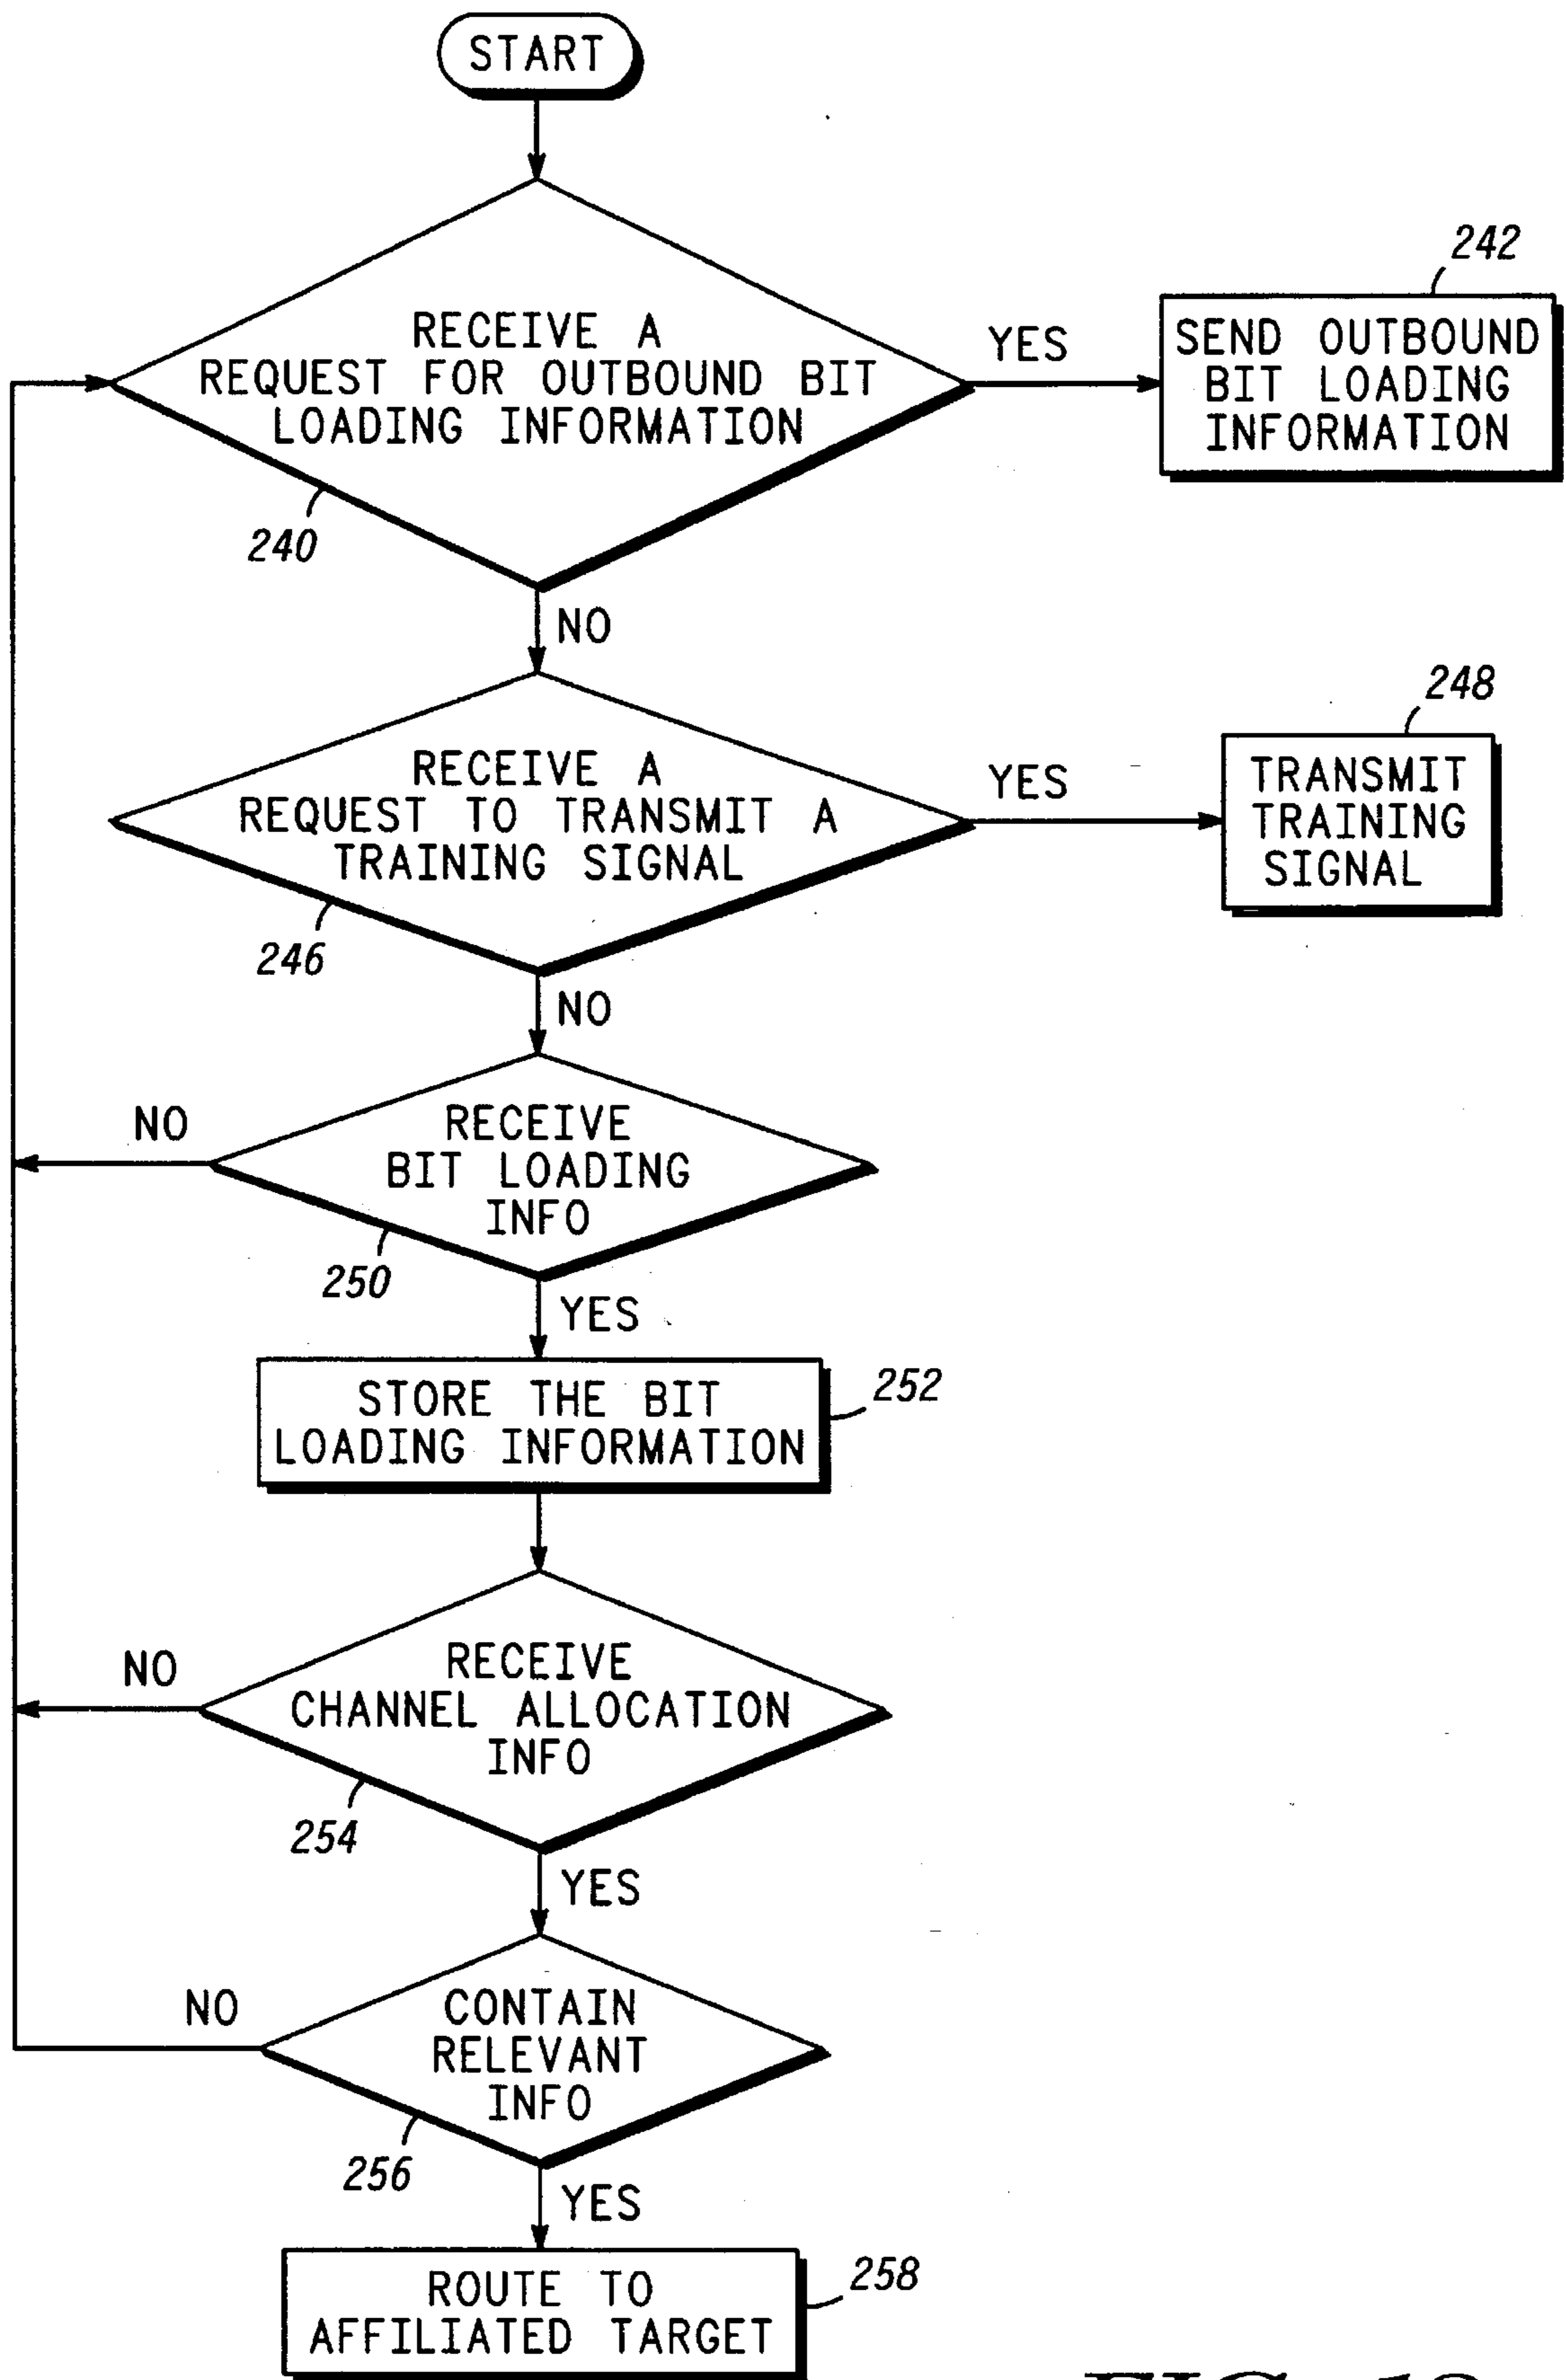 START
RECEIVE A
REQUEST FOR OUTBOUND BIT
LOADING INFORMATION
240
YES
242
SEND OUTBOUND
BIT LOADING
INFORMATION
NO
RECEIVE A
REQUEST TO TRANSMIT A
TRAINING SIGNAL
246
YES
248
TRANSMIT
TRAINING
SIGNAL
NO
RECEIVE
BIT LOADING
INFO
250
NO
YES
STORE THE BIT
LOADING INFORMATION
252
RECEIVE
CHANNEL ALLOCATION
INFO
254
NO
YES
CONTAIN
RELEVANT
INFO
256
NO
YES
ROUTE TO
AFFILIATED TARGET
258